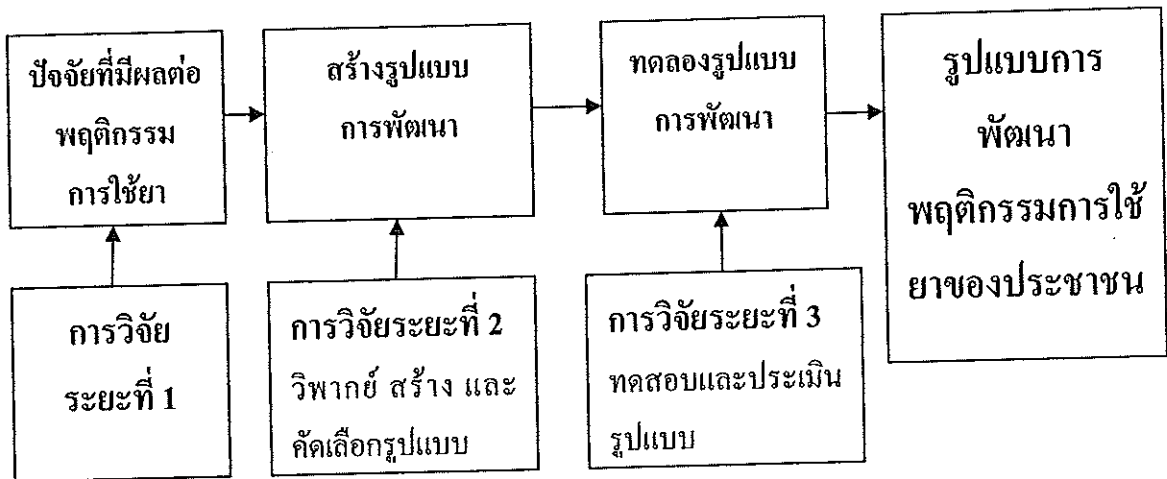 ปัจจัยที่มีผลต่อ
พฤติกรรม
การใช้ยา
สร้างรูปแบบ
การพัฒนา
ทดลองรูปแบบ
การพัฒนา
รูปแบบการ
พัฒนา
พฤติกรรมการใช้
ยาของประชาชน
การวิจัย
ระยะที่ 1
การวิจัยระยะที่ 2
วิพากย์ สร้าง และ
คัดเลือกรูปแบบ
การวิจัยระยะที่ 3
ทดสอบและประเมิน
รูปแบบ